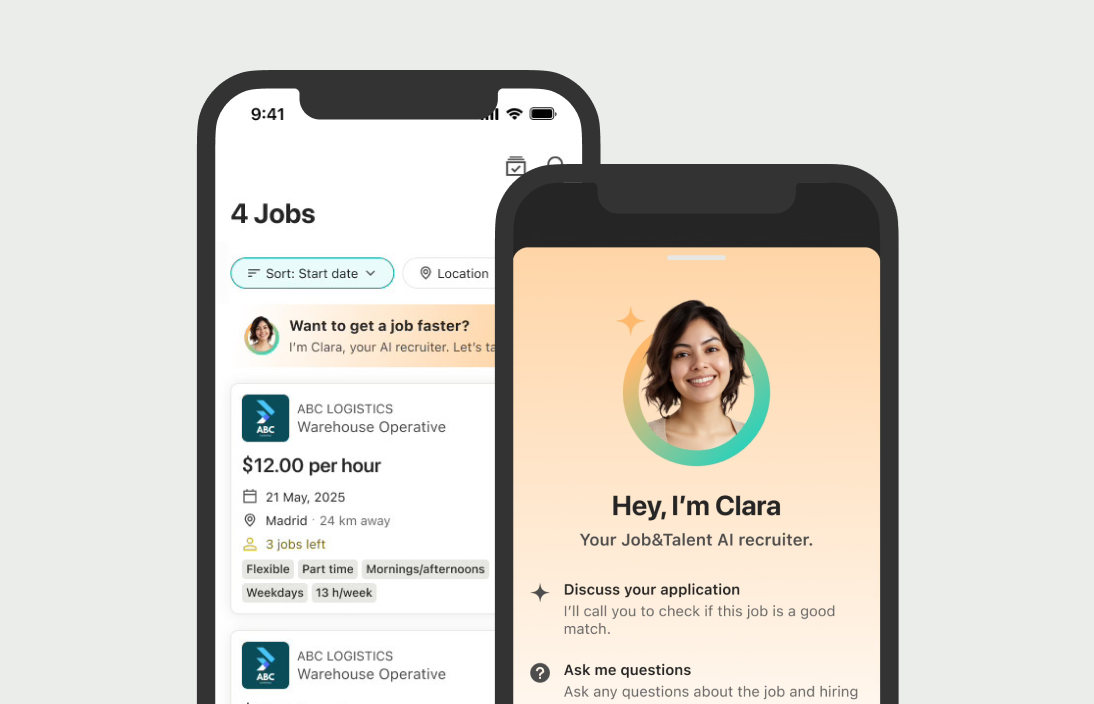 9:41
4 Jobs
Sort: Start date
Location
Want to get a job faster?
I'm Clara, your AI recruiter. Let's ta
ABC
ABC LOGISTICS
Warehouse Operative
$12.00 per hour
21 May, 2025
Madrid · 24 km away
3 jobs left
Flexible Part time Mornings/afternoons
Weekdays 13 h/week
ABC
ABC LOGISTICS
Warehouse Operative
Hey, I'm Clara
Your Job&Talent AI recruiter.
Discuss your application
I'll call you to check if this job is a good
match.
Ask me questions
Ask any questions about the job and hiring